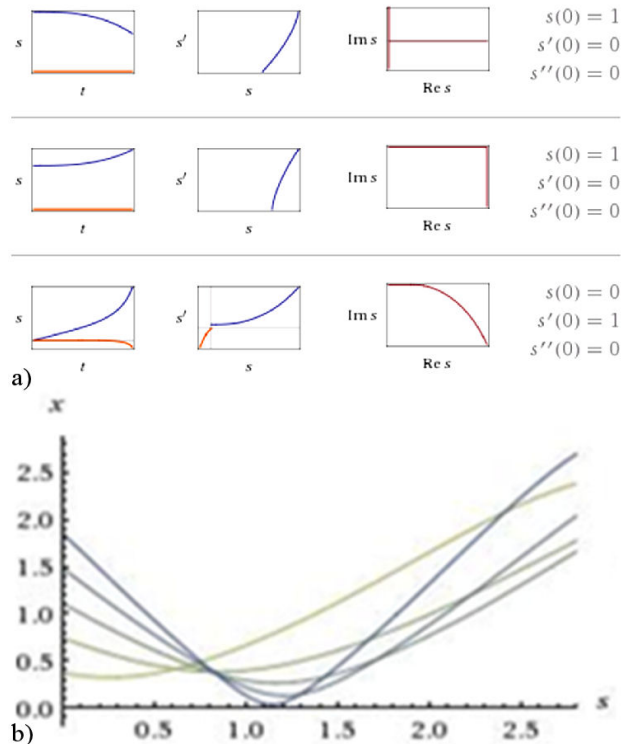 s
t
s′
s
Im s
Re s
s(0) = 1
s′(0) = 0
s′′(0) = 0
s
t
s′
s
Im s
Re s
s(0) = 1
s′(0) = 0
s′′(0) = 0
s
t
s′
s
Im s
Re s
s(0) = 0
s′(0) = 1
s′′(0) = 0
a)
x
2.5
2.0
1.5
1.0
0.5
0.0
s
0.5 1.0 1.5 2.0 2.5
b)